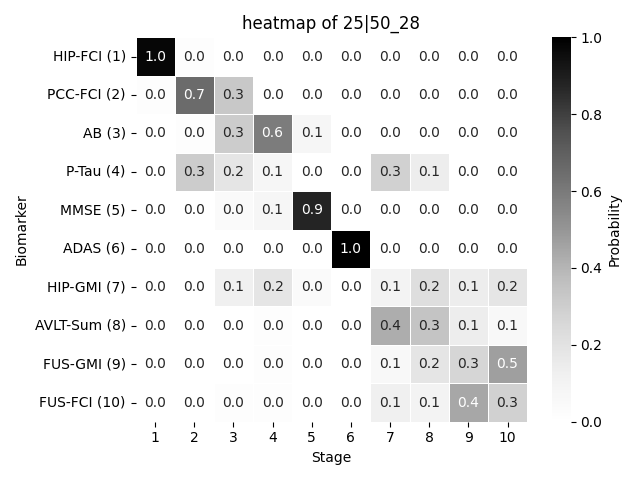 heatmap of 25|50_28
HIP-FCI (1) 1.0 0.0 0.0 0.0 0.0 0.0 0.0 0.0 0.0 0.0
PCC-FCI (2) 0.0 0.7 0.3 0.0 0.0 0.0 0.0 0.0 0.0 0.0
AB (3) 0.0 0.0 0.3 0.6 0.1 0.0 0.0 0.0 0.0 0.0
P-Tau (4) 0.0 0.3 0.2 0.1 0.0 0.0 0.3 0.1 0.0 0.0
MMSE (5) 0.0 0.0 0.0 0.1 0.9 0.0 0.0 0.0 0.0 0.0
ADAS (6) 0.0 0.0 0.0 0.0 0.0 1.0 0.0 0.0 0.0 0.0
HIP-GMI (7) 0.0 0.0 0.1 0.2 0.0 0.0 0.1 0.2 0.1 0.2
AVLT-Sum (8) 0.0 0.0 0.0 0.0 0.0 0.0 0.4 0.3 0.1 0.1
FUS-GMI (9) 0.0 0.0 0.0 0.0 0.0 0.0 0.1 0.2 0.3 0.5
FUS-FCI (10) 0.0 0.0 0.0 0.0 0.0 0.0 0.1 0.1 0.4 0.3
1 2 3 4 5 6 7 8 9 10
Stage
Biomarker
1.0
0.8
0.6
0.4
0.2
0.0
Probability